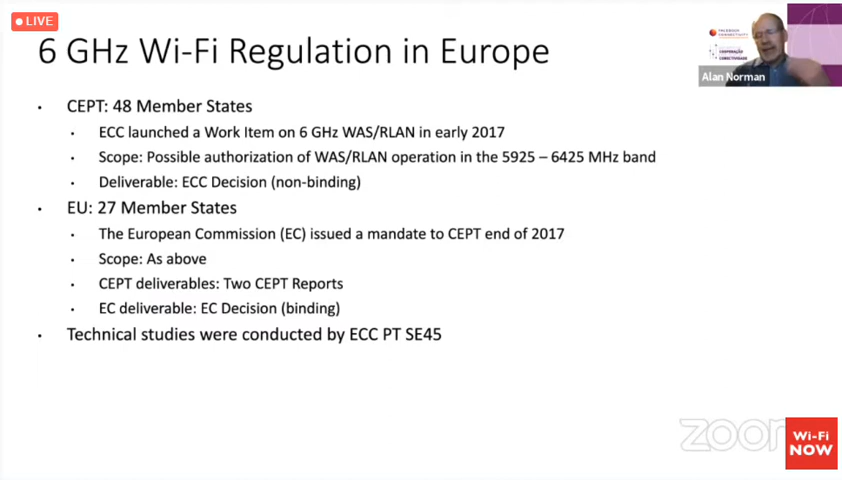 LIVE
6 GHz Wi-Fi Regulation in Europe
Alan Norman
CEPT: 48 Member States
ECC launched a Work Item on 6 GHz WAS/RLAN in early 2017
Scope: Possible authorization of WAS/RLAN operation in the 5925 – 6425 MHz band
Deliverable: ECC Decision (non-binding)
EU: 27 Member States
The European Commission (EC) issued a mandate to CEPT end of 2017
Scope: As above
CEPT deliverables: Two CEPT Reports
EC deliverable: EC Decision (binding)
Technical studies were conducted by ECC PT SE45
zoom
Wi-Fi
NOW